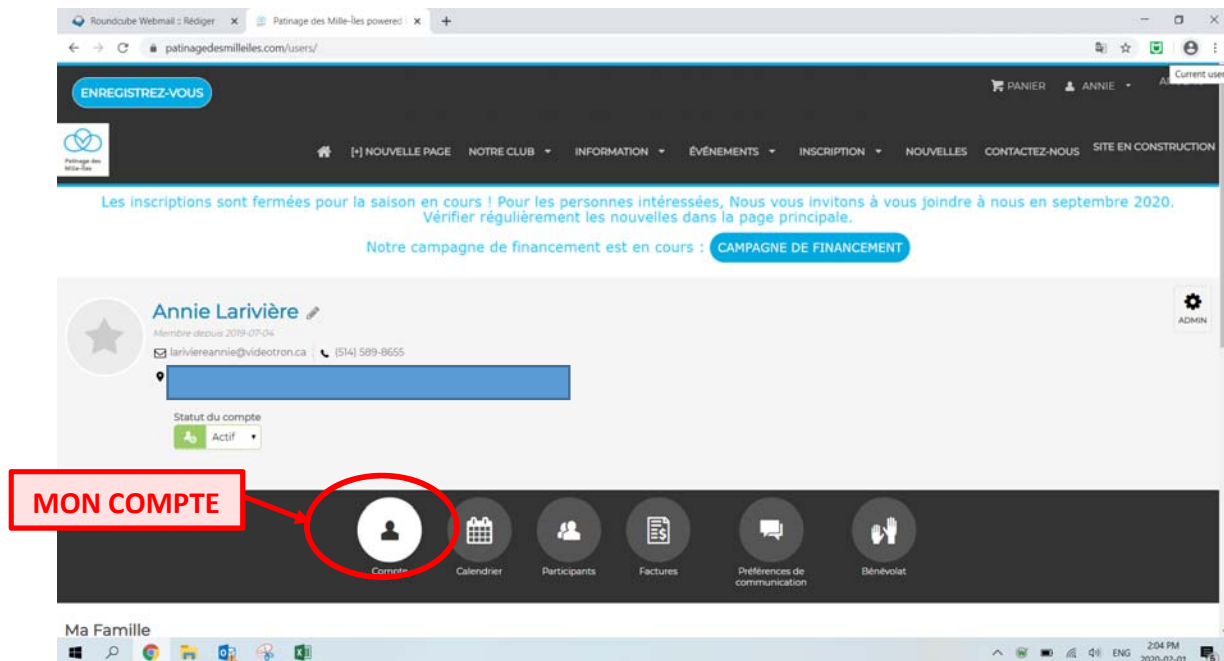 Roundcube Webmail :: Rédiger
Patinage des Mille-Îles powered
patinagedesmilleiles.com/users/
Current user
ENREGISTREZ-VOUS
PANIER
ANNIE
Patinage des
Mille-Îles
[+] NOUVELLE PAGE
NOTRE CLUB
INFORMATION
ÉVÉNEMENTS
INSCRIPTION
NOUVELLES
CONTACTEZ-NOUS
SITE EN CONSTRUCTION
Les inscriptions sont fermées pour la saison en cours ! Pour les personnes intéressées, Nous vous invitons à vous joindre à nous en septembre 2020.
Vérifier régulièrement les nouvelles dans la page principale.
Notre campagne de financement est en cours : CAMPAGNE DE FINANCEMENT
Annie Larivière
Membre depuis 2019-07-04
ADMIN
lariviereannie@videotron.ca (514) 589-8655
Statut du compte
Actif
MON COMPTE
Compte
Calendrier
Participants
Factures
Préférences de
communication
Bénévolat
Ma Famille
ENG
2:04 PM
2020-02-01